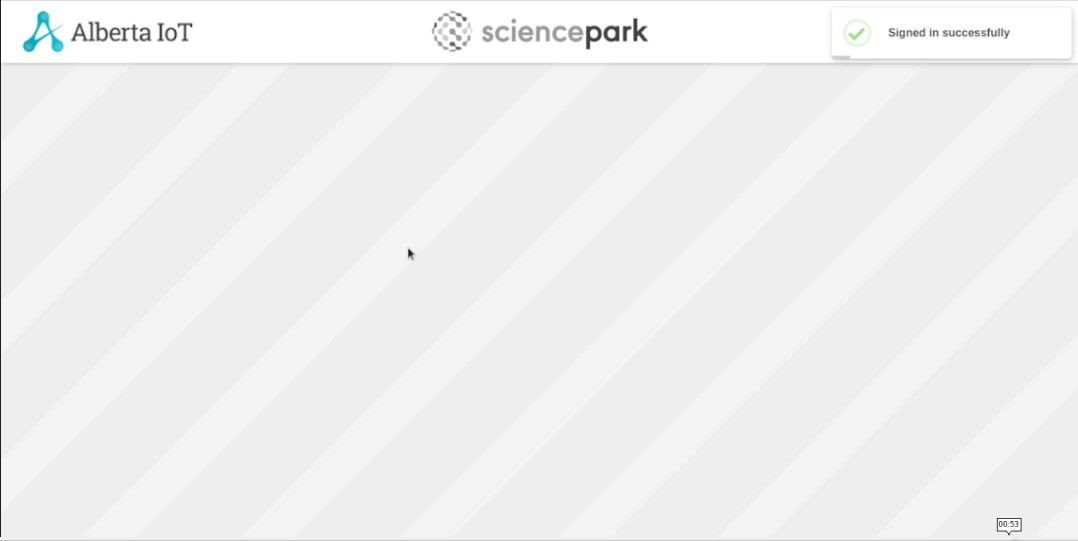 Alberta IoT
sciencepark
Signed in successfully
00:53